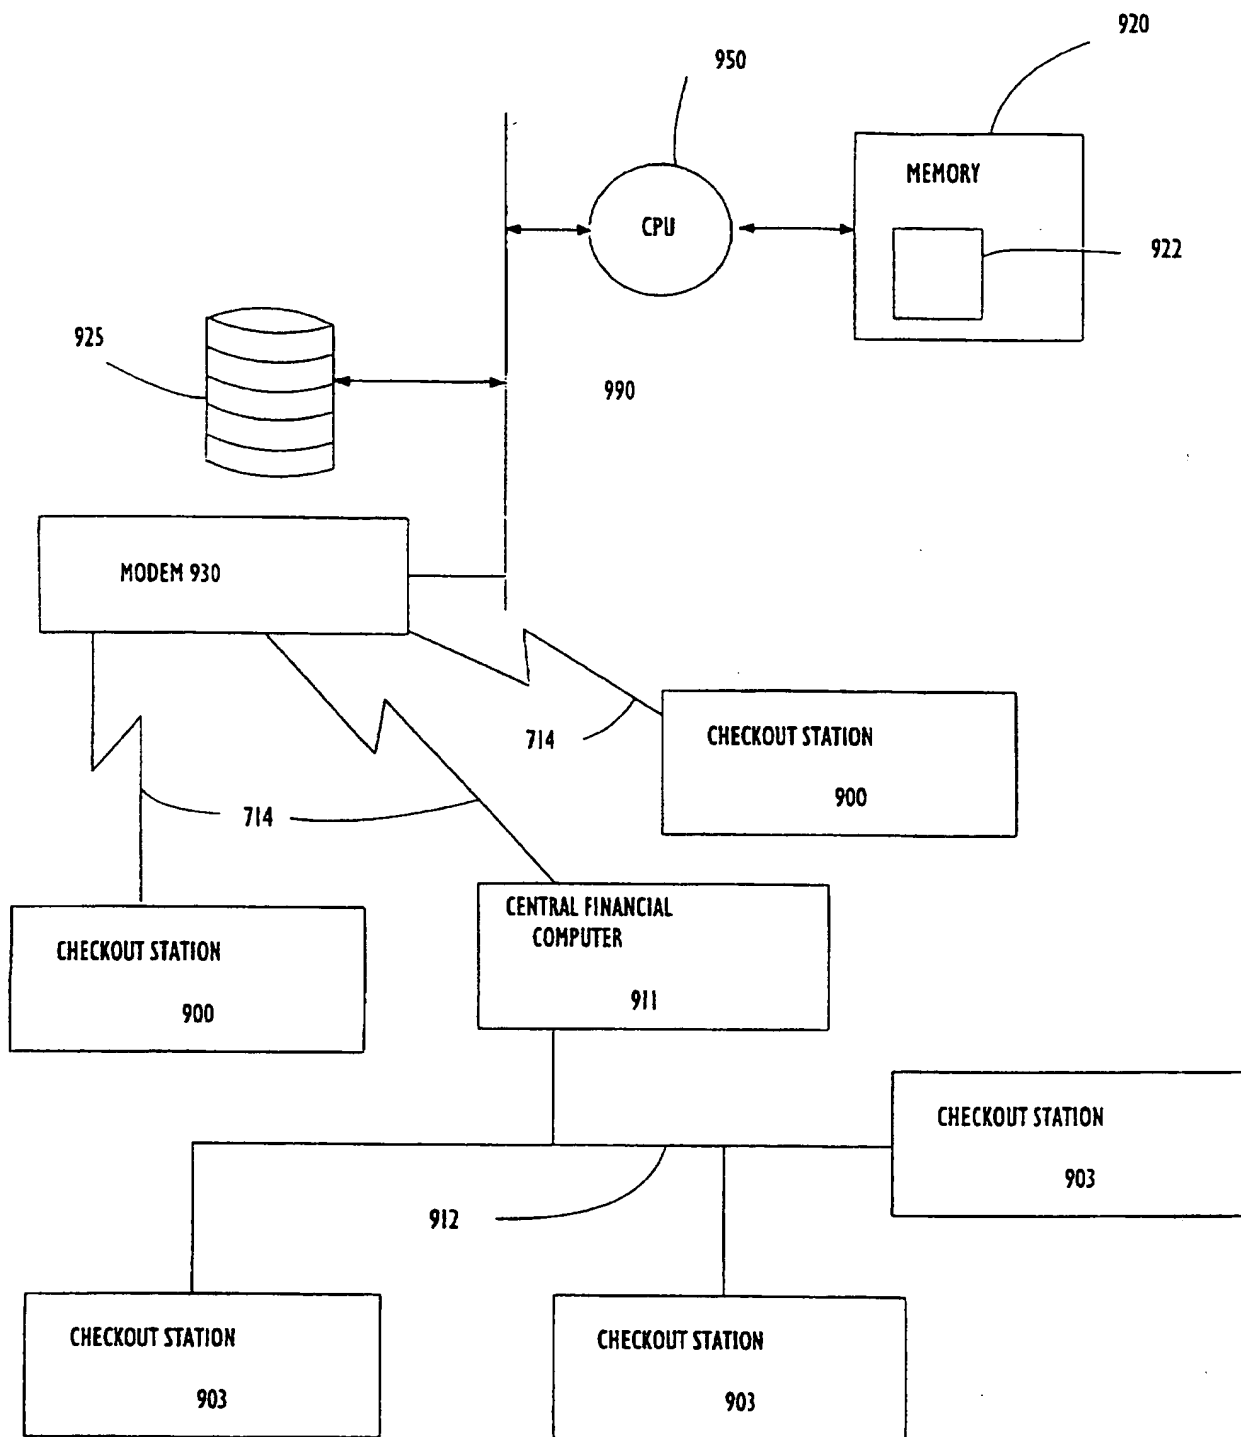 920
950
MEMORY
CPU
922
925
990
MODEM 930
714
CHECKOUT STATION
900
714
CENTRAL FINANCIAL
COMPUTER
911
CHECKOUT STATION
900
CHECKOUT STATION
903
912
CHECKOUT STATION
903
CHECKOUT STATION
903